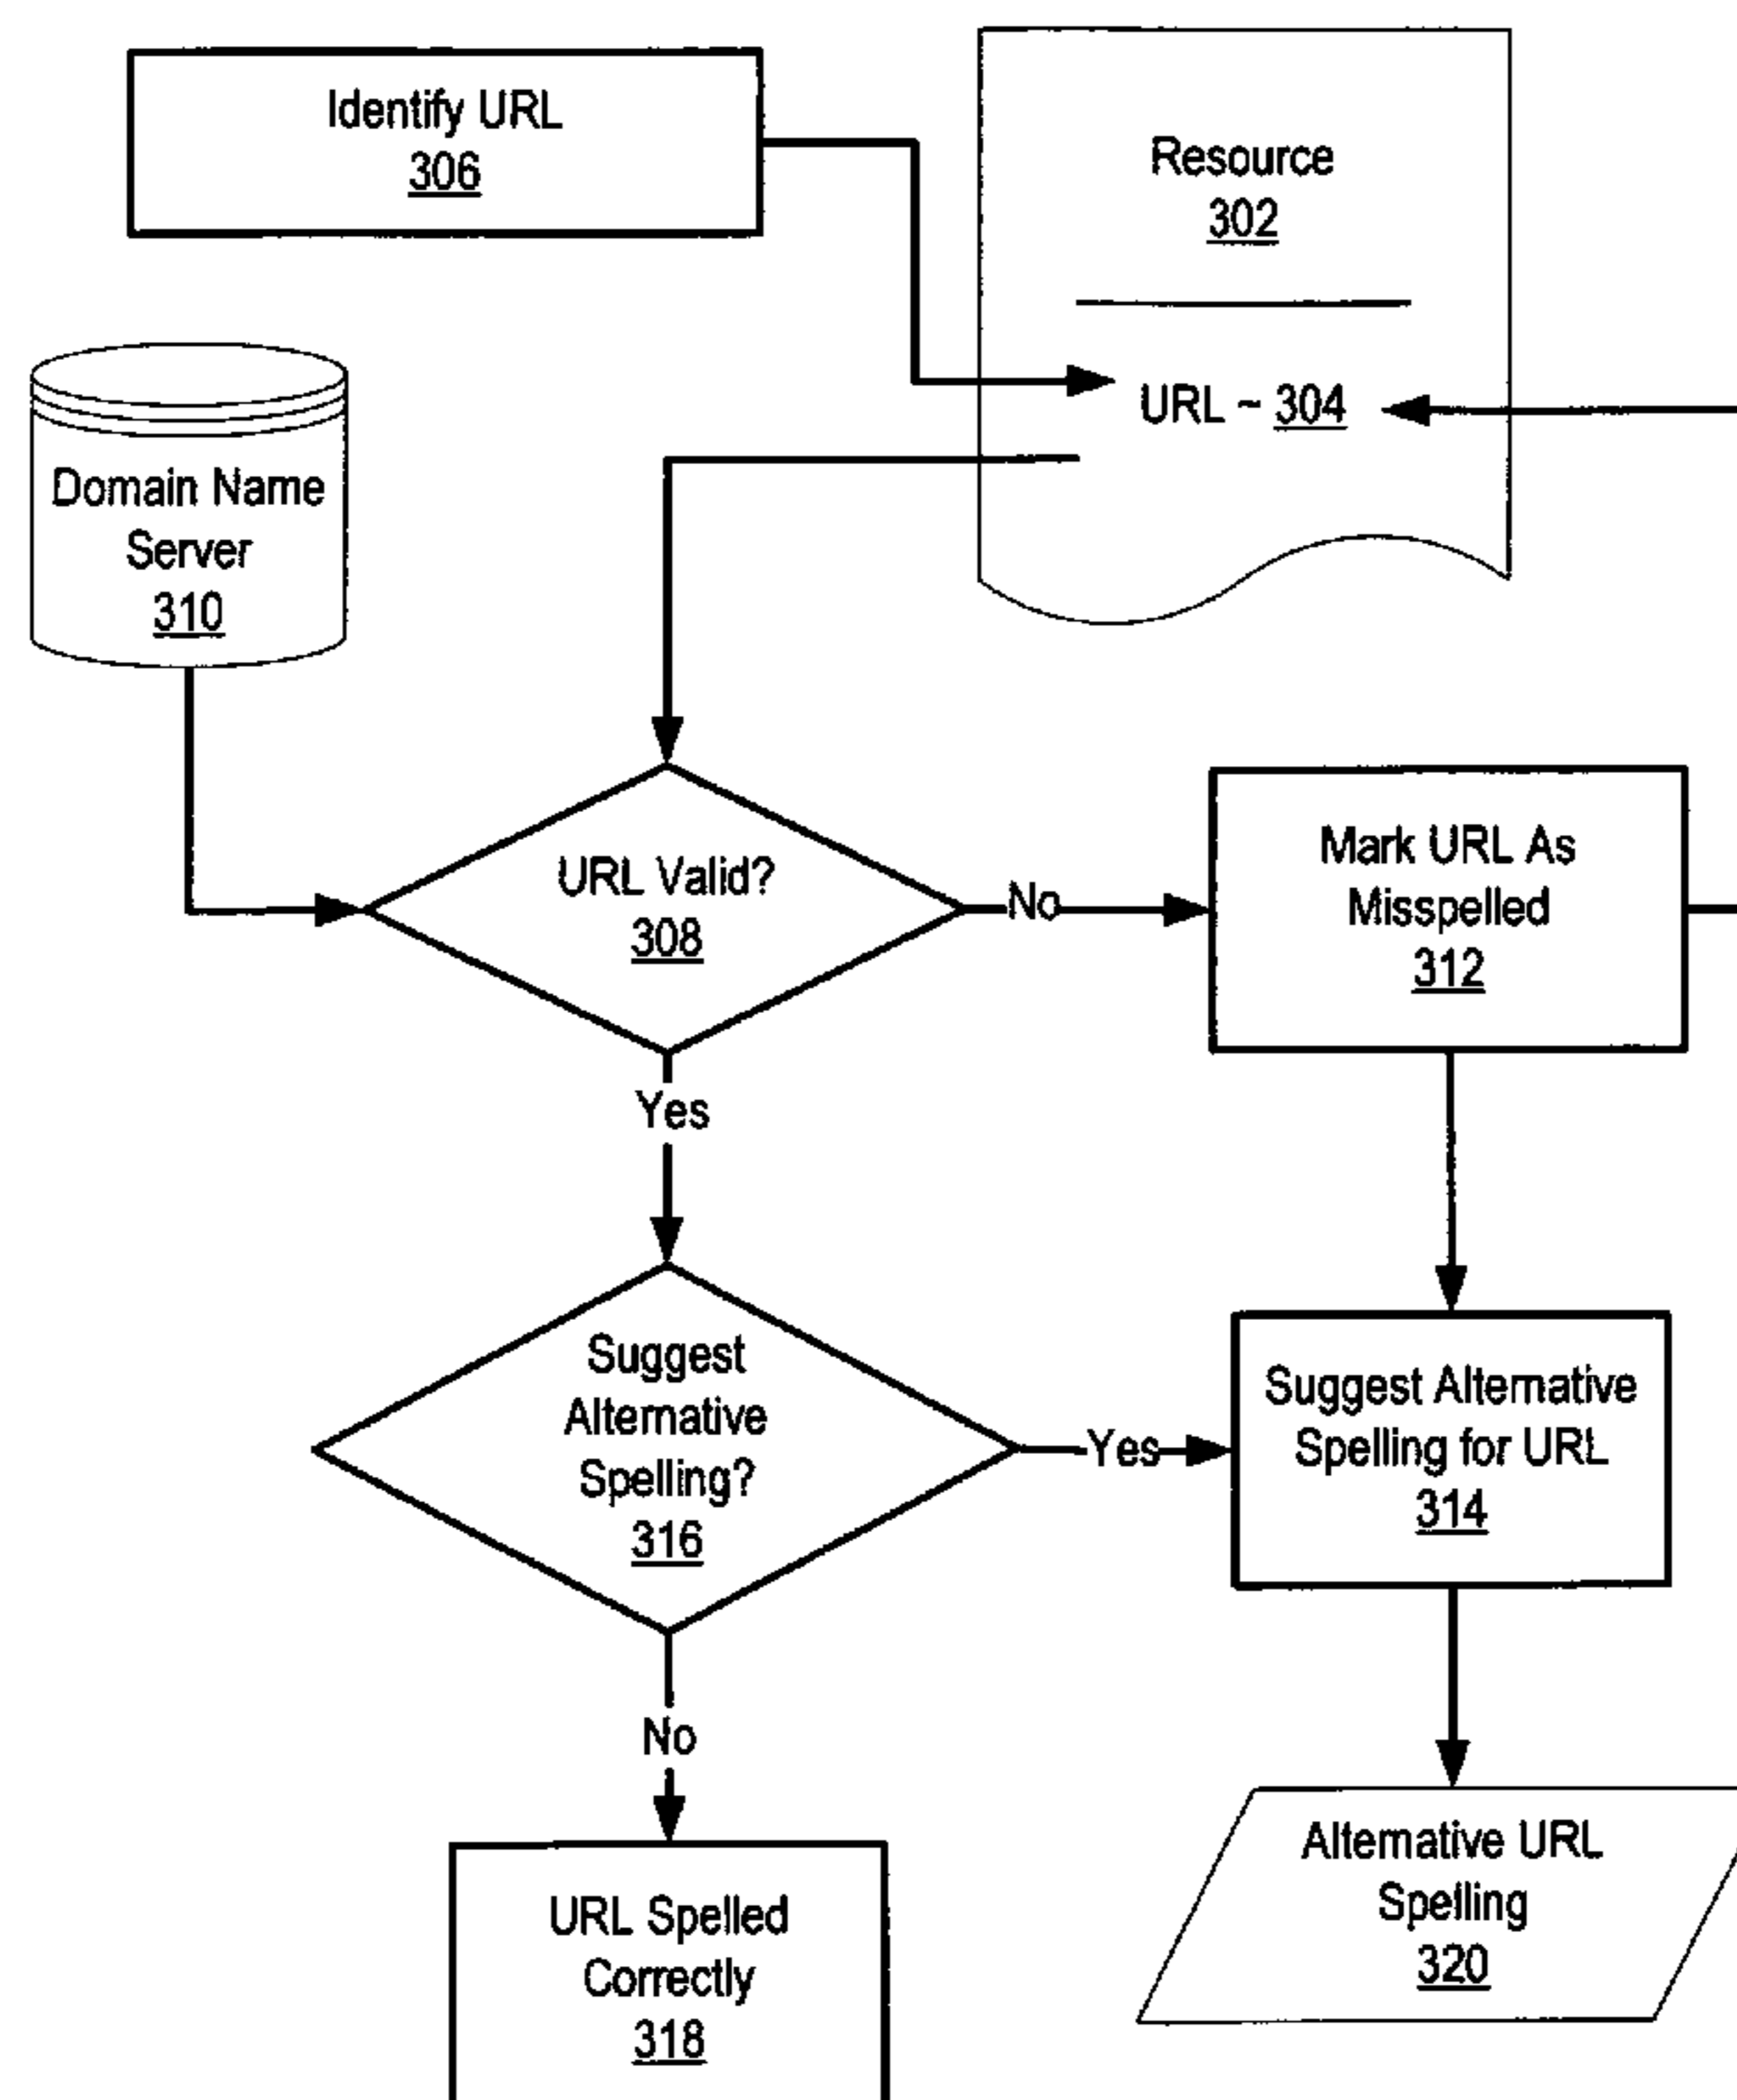 Identify URL
306
Resource
302
URL ~ 304
Domain Name
Server
310
URL Valid?
308
No
Mark URL As
Misspelled
312
Yes
Suggest
Alternative
Spelling?
316
Yes
Suggest Alternative
Spelling for URL
314
No
URL Spelled
Correctly
318
Alternative URL
Spelling
320